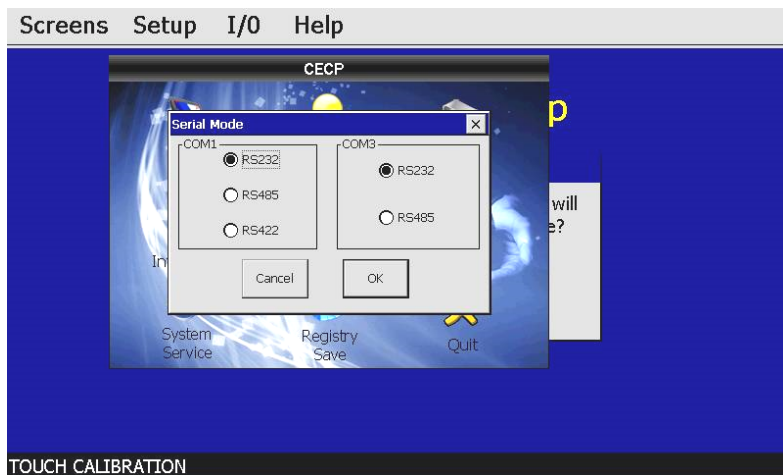 Screens Setup I/0 Help
CECP
p
Serial Mode
COM1
RS232
RS485
RS422
COM3
RS232
RS485
will
e?
In
Cancel OK
System
Service
Registry
Save
Quit
TOUCH CALIBRATION